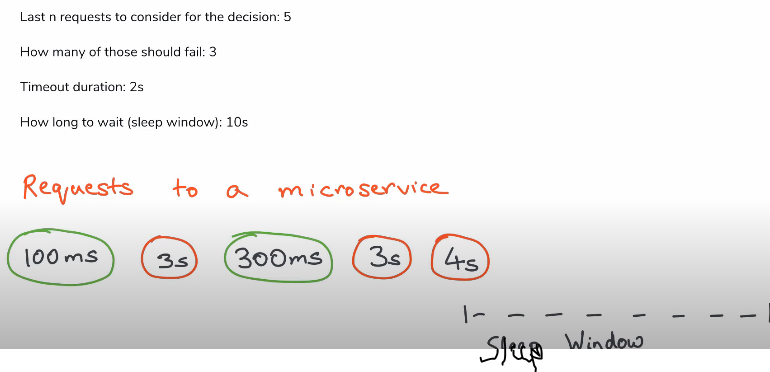 Last n requests to consider for the decision: 5
How many of those should fail: 3
Timeout duration: 2s
How long to wait (sleep window): 10s
Requests to a microservice
100ms 3s 300ms 3s 4s
Sleep Window